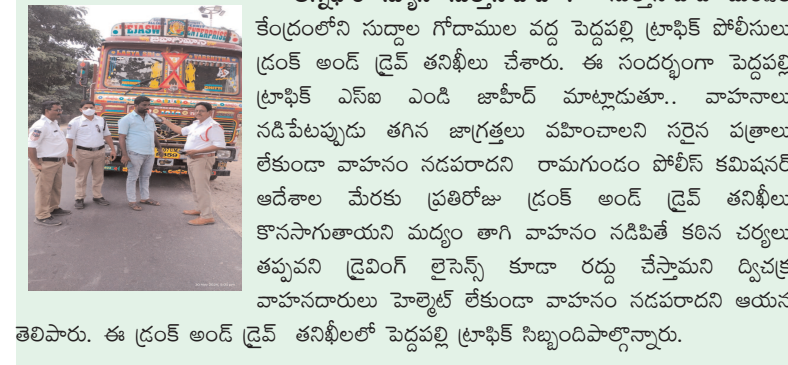 TEJASW ENTERPRISE
కేంద్రంలోని సుద్దాల గోదాముల వద్ద పెద్దపల్లి ట్రాఫిక్ పోలీసులు
డ్రంక్ అండ్ డ్రైవ్ తనిఖీలు చేశారు. ఈ సందర్భంగా పెద్దపల్లి
ట్రాఫిక్ ఎస్ఐ ఎండి జాహీద్ మాట్లాడుతూ.. వాహనాలు
నడిపేటప్పుడు తగిన జాగ్రత్తలు వహించాలని సరైన పత్రాలు
లేకుండా వాహనం నడపరాదని రామగుండం పోలీస్ కమిషనర్
ఆదేశాల మేరకు ప్రతిరోజు డ్రంక్ అండ్ డ్రైవ్ తనిఖీలు
కొనసాగుతాయని మద్యం తాగి వాహనం నడిపితే కఠిన చర్యలు
తప్పవని డ్రైవింగ్ లైసెన్స్ కూడా రద్దు చేస్తామని ద్విచక్ర
వాహనదారులు హెల్మెట్ లేకుండా వాహనం నడపరాదని ఆయన
తెలిపారు. ఈ డ్రంక్ అండ్ డ్రైవ్ తనిఖీలలో పెద్దపల్లి ట్రాఫిక్ సిబ్బందిపాల్గొన్నారు.